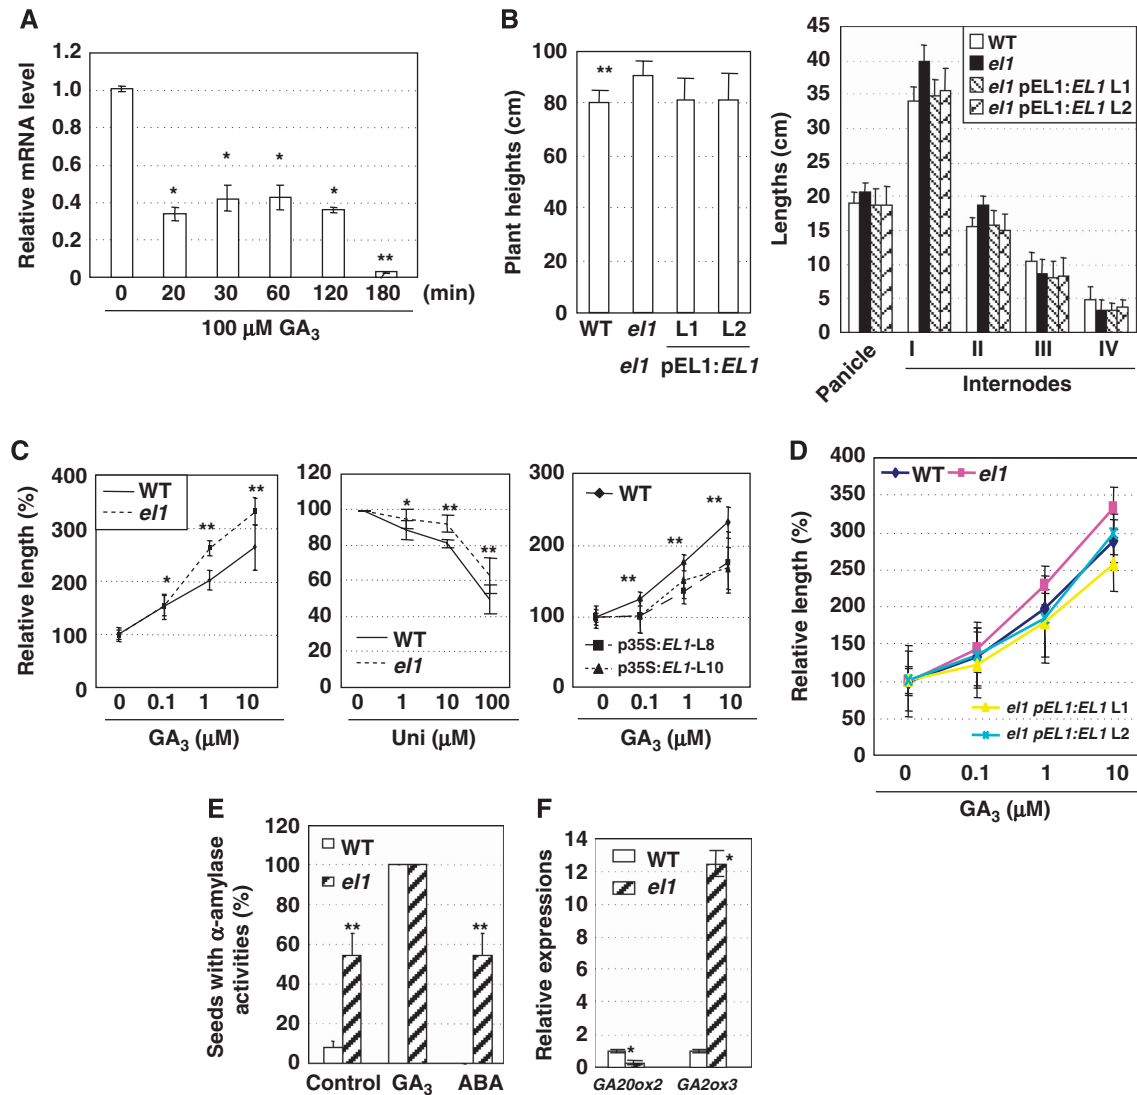 A
Relative mRNA level
1.2
1.0
0.8
0.6
0.4
0.2
0
*
*
*
*
**
0 20 30 60 120 180 (min)
100 µM GA3
B
Plant heights (cm)
100
80
60
40
20
0
**
WT el1 L1 L2
el1 pEL1:EL1
Lengths (cm)
45
40
35
30
25
20
15
10
5
0
WT
el1
el1 pEL1:EL1 L1
el1 pEL1:EL1 L2
Panicle
I II III IV
Internodes
C
Relative length (%)
400
300
200
100
0
WT
el1
*
**
**
0 0.1 1 10
GA3 (µM)
120
100
80
60
40
20
0
*
**
**
WT
el1
0 1 10 100
Uni (µM)
300
200
100
0
WT
**
**
**
p35S:EL1-L8
p35S:EL1-L10
0 0.1 1 10
GA3 (µM)
D
Relative length (%)
400
350
300
250
200
150
100
50
0
WT
el1
el1 pEL1:EL1 L1
el1 pEL1:EL1 L2
0 0.1 1 10
GA3 (µM)
E
Seeds with α-amylase
activities (%)
120
100
80
60
40
20
0
WT
el1
**
**
Control GA3 ABA
F
Relative expressions
14
12
10
8
6
4
2
0
WT
el1
*
*
GA20ox2 GA2ox3